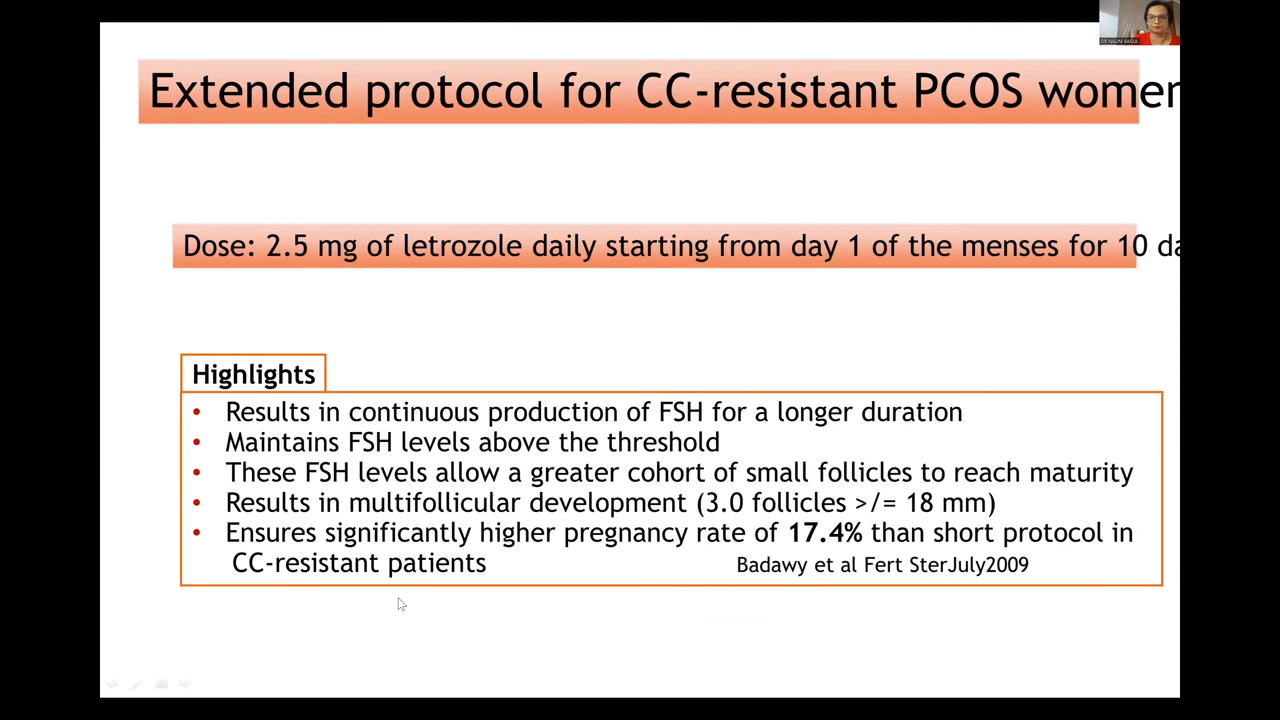 Extended protocol for CC-resistant PCOS women
Dose: 2.5 mg of letrozole daily starting from day 1 of the menses for 10
Highlights
• Results in continuous production of FSH for a longer duration
• Maintains FSH levels above the threshold
• These FSH levels allow a greater cohort of small follicles to reach maturity
• Results in multifollicular development (3.0 follicles >/= 18 mm)
• Ensures significantly higher pregnancy rate of 17.4% than short protocol in
CC-resistant patients
Badawy et al Fert SterJuly2009